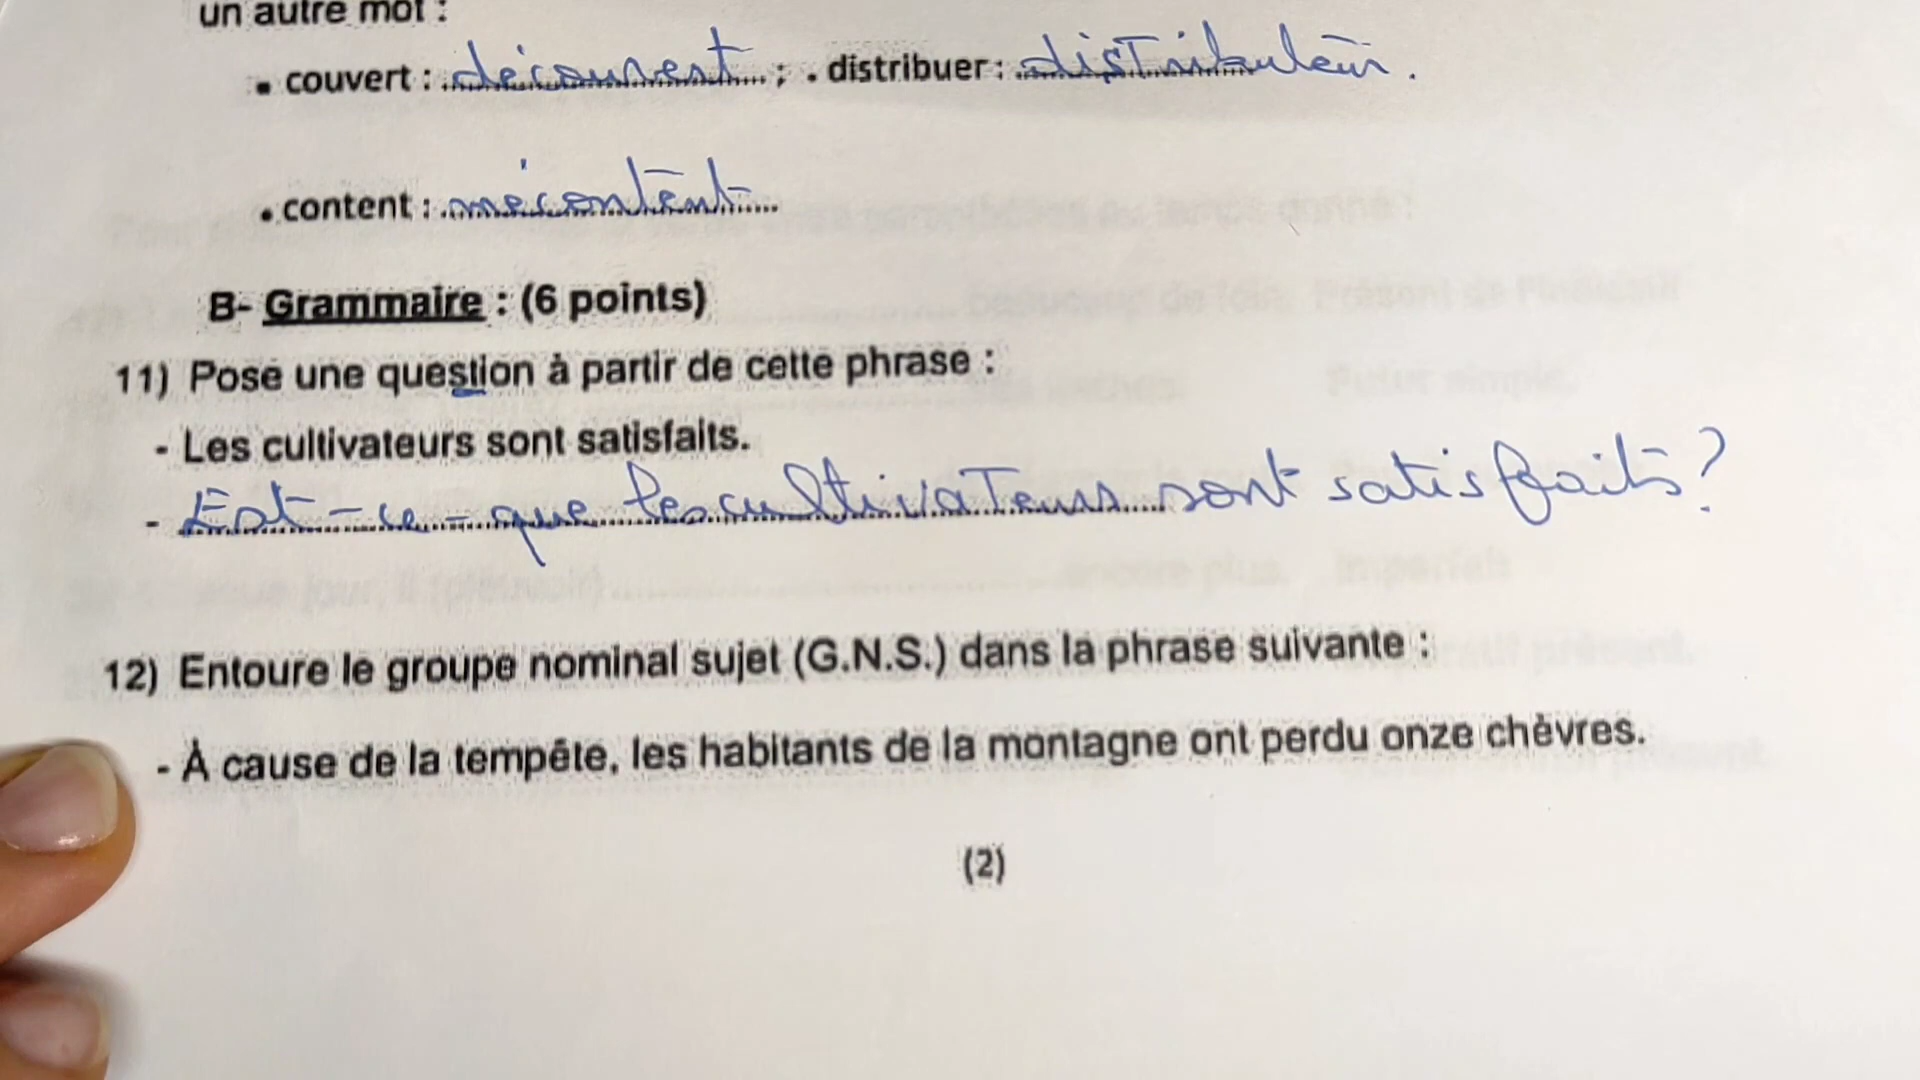 un autre mot :
• couvert : découvert ; . distribuer : distributeur.
• content : mécontent
B- Grammaire : (6 points)
11) Pose une question à partir de cette phrase :
- Les cultivateurs sont satisfaits.
- Est-ce-que les cultivateurs sont satisfaits ?
12) Entoure le groupe nominal sujet (G.N.S.) dans la phrase suivante :
- À cause de la tempête, les habitants de la montagne ont perdu onze chèvres.
(2)